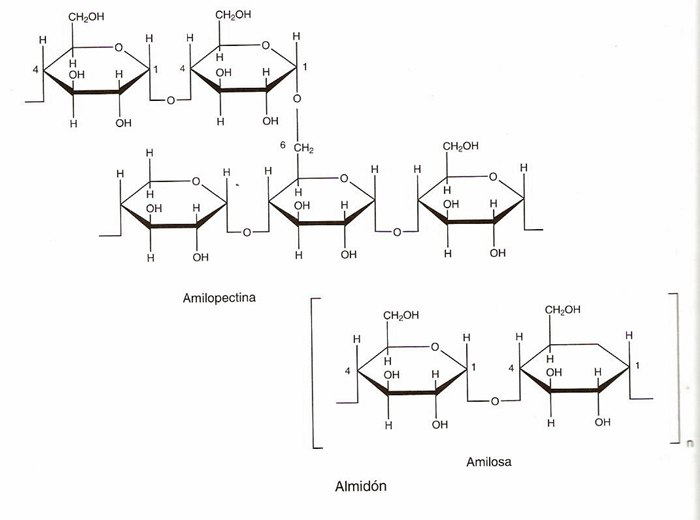 CH₂OH CH₂OH
H O H H O H
4 H 1 4 H 1
OH H OH H
O O
H OH H OH
6 CH₂ CH₂OH
H
H O H H O H H O H
H H H
OH H OH H OH H
O O
H OH H OH H OH
Amilopectina
CH₂OH CH₂OH
H O H H H
4 H 1 4 H 1
OH H OH H
O
H OH H OH
n
Amilosa
Almidón